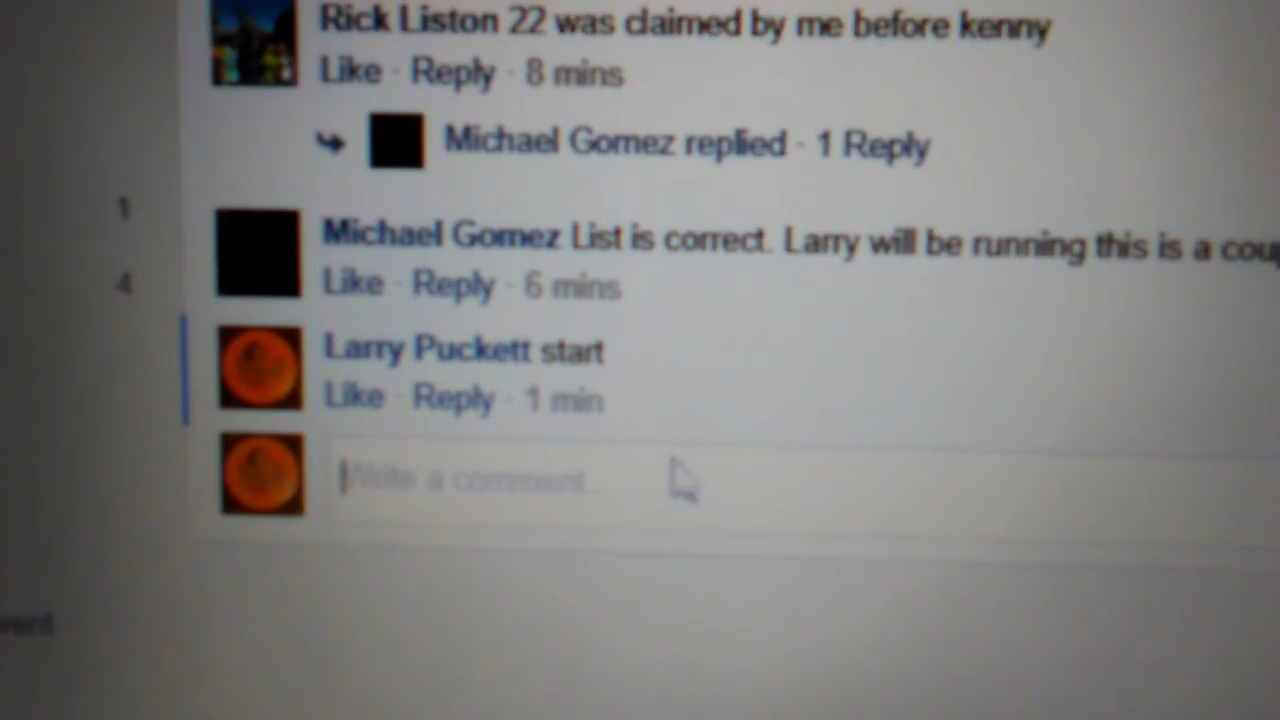 Rick Liston 22 was claimed by me before kenny
Like · Reply · 8 mins
Michael Gomez replied · 1 Reply
1
Michael Gomez List is correct. Larry will be running this is a
Like · Reply · 6 mins
4
Larry Puckett start
Like · Reply · 1 min
Write a comment...